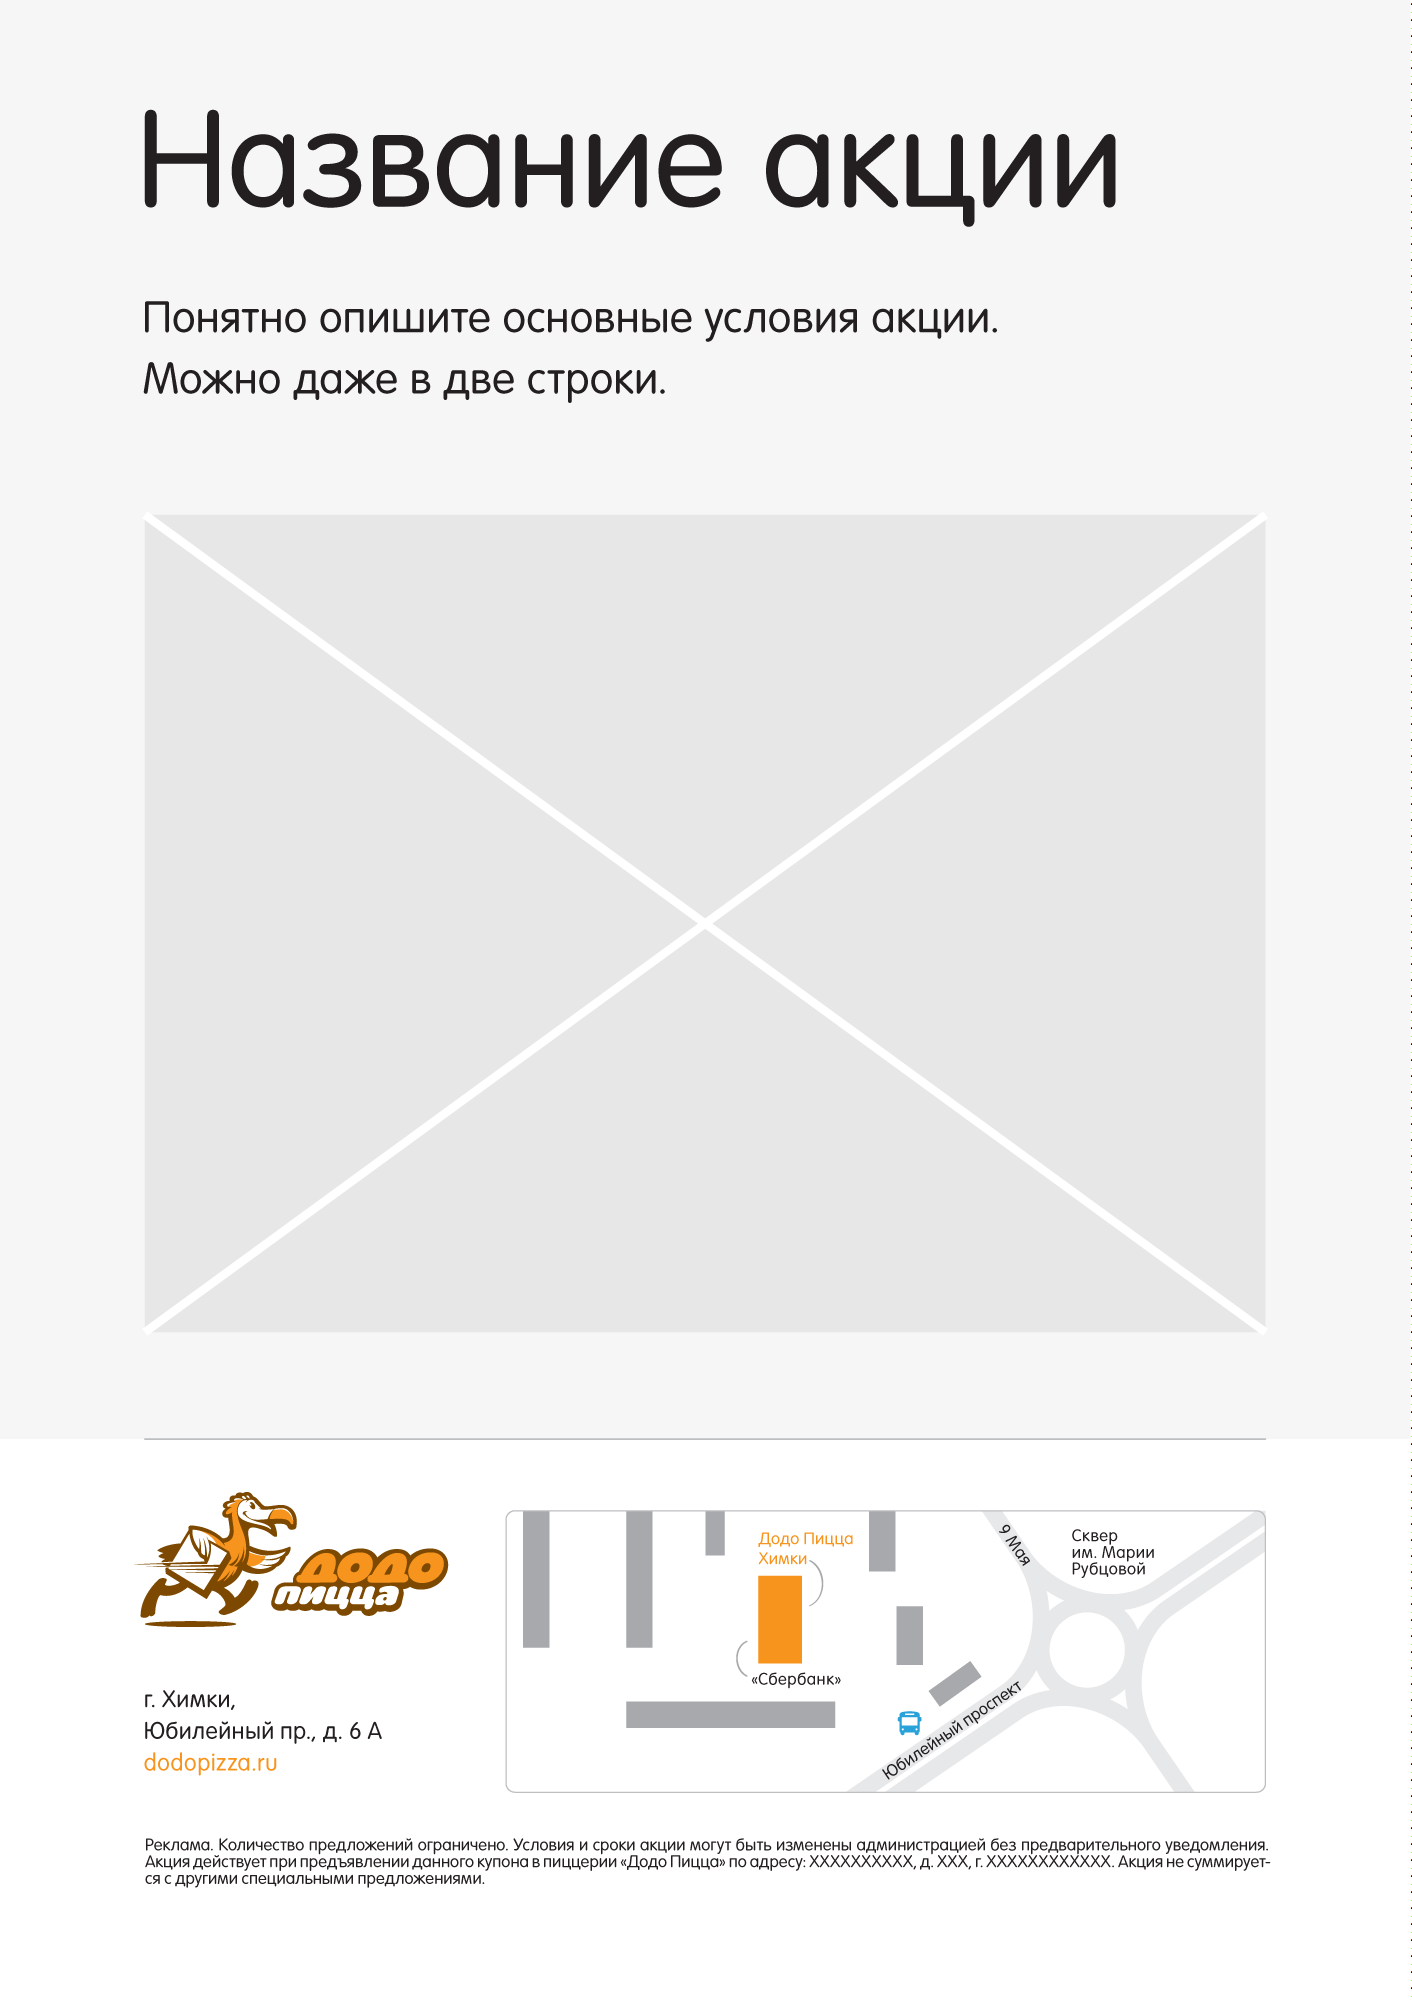 Название акции
Понятно опишите основные условия акции.
Можно даже в две строки.
ДОДО
пицца
г. Химки,
Юбилейный пр., д. 6 А
dodopizza.ru
Додо Пицца
Химки
«Сбербанк»
9 Мая
Сквер
им. Марии
Рубцовой
Юбилейный проспект
Реклама. Количество предложений ограничено. Условия и сроки акции могут быть изменены администрацией без предварительного уведомления.
Акция действует при предъявлении данного купона в пиццерии «Додо Пицца» по адресу: XXXXXXXXXX, д. XXX, г. XXXXXXXXXXXX. Акция не суммирует-
ся с другими специальными предложениями.